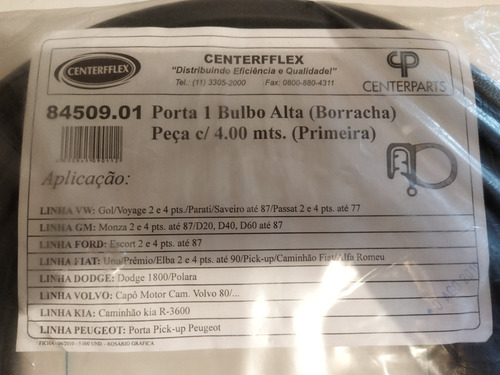 CENTERFFLEX
CENTERFFLEX
"Distribuindo Eficiência e Qualidade!"
Tel.: (11) 3305-2000 Fax: 0800-880-4311
CP
CENTERPARTS
84509.01 Porta 1 Bulbo Alta (Borracha)
Peça c/ 4.00 mts. (Primeira)
Aplicação:
LINHA VW: Gol/Voyage 2 e 4 pts./Parati/Saveiro até 87/Passat 2 e 4 pts. até 77
LINHA GM: Monza 2 e 4 pts. até 87/D20, D40, D60 até 87
LINHA FORD: Escort 2 e 4 pts. até 87
LINHA FIAT: Uno/Prêmio/Elba 2 e 4 pts. até 90/Pick-up/Caminhão Fiat/Alfa Romeu
LINHA DODGE: Dodge 1800/Polara
LINHA VOLVO: Capô Motor Cam. Volvo 80/...
LINHA KIA: Caminhão kia R-3600
LINHA PEUGEOT: Porta Pick-up Peugeot